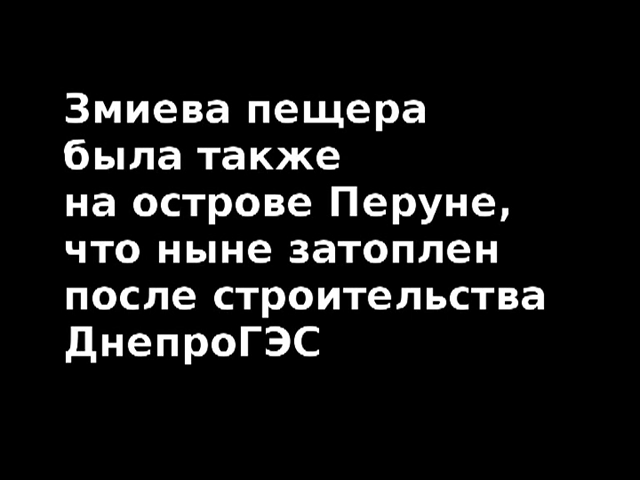 Змиева пещера
была также
на острове Перуне,
что ныне затоплен
после строительства
ДнепроГЭС